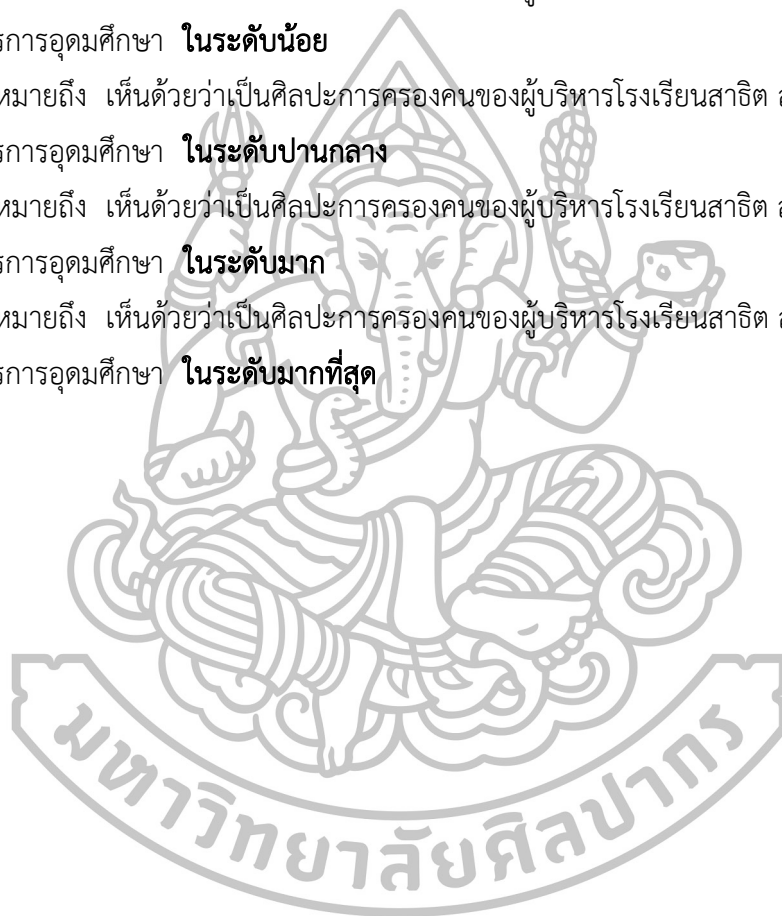 รการอุดมศึกษา ในระดับน้อย
หมายถึง เห็นด้วยว่าเป็นศิลปะการครองคนของผู้บริหารโรงเรียนสาธิต
รการอุดมศึกษา ในระดับปานกลาง
หมายถึง เห็นด้วยว่าเป็นศิลปะการครองคนของผู้บริหารโรงเรียนสาธิต
รการอุดมศึกษา ในระดับมาก
หมายถึง เห็นด้วยว่าเป็นศิลปะการครองคนของผู้บริหารโรงเรียนสาธิต
รการอุดมศึกษา ในระดับมากที่สุด
มหาวิทยาลัยศิลปากร